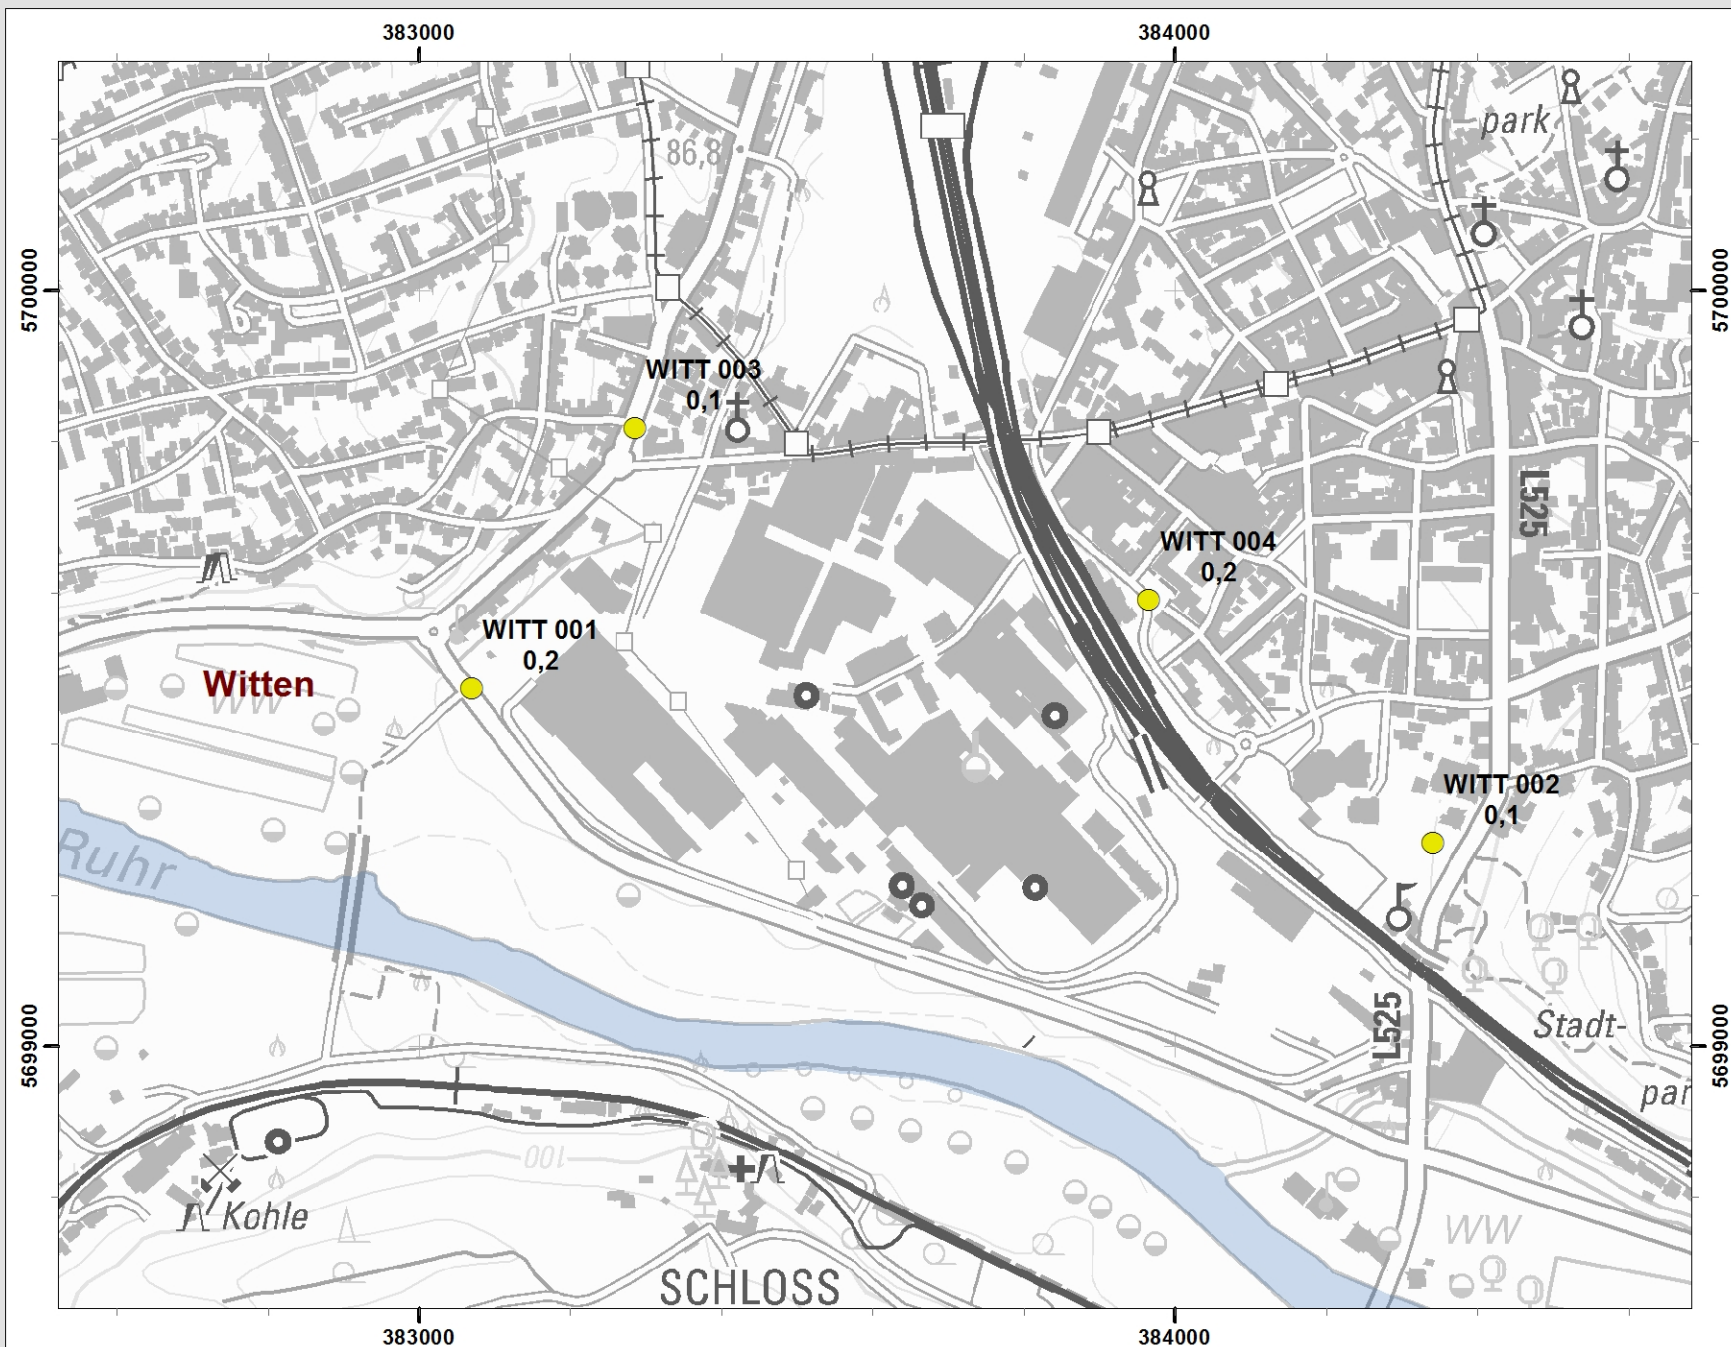 383000
384000
park
86,8
5700000
5700000
WITT 003
0,1
L525
WITT 004
0,2
WITT 001
0,2
Witten
WW
WITT 002
0,1
Ruhr
L525
Stadt-
par
5699000
5699000
100
Kohle
WW
SCHLOSS
383000
384000